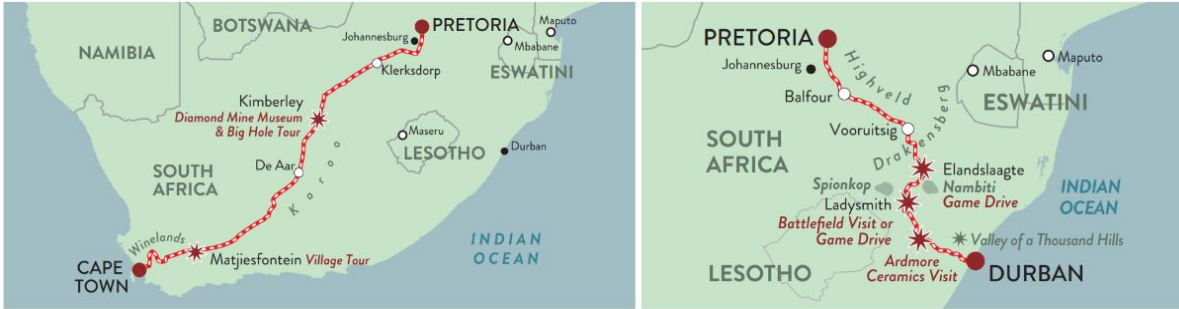 BOTSWANA
PRETORIA
Johannesburg
Maputo
NAMIBIA
Mbabane
ESWATINI
Klerksdorp
Kimberley
Diamond Mine Museum
& Big Hole Tour
Maseru
LESOTHO
Durban
De Aar
SOUTH
AFRICA
Karoo
Winelands
Matjiesfontein Village Tour
CAPE
TOWN
INDIAN
OCEAN
PRETORIA
Johannesburg
Highveld
Balfour
Mbabane
Maputo
ESWATINI
Vooruitsig
Drakensberg
SOUTH
AFRICA
Elandslaagte
Spionkop
Nambiti
Game Drive
Ladysmith
Battlefield Visit or
Game Drive
INDIAN
OCEAN
Valley of a Thousand Hills
LESOTHO
Ardmore
Ceramics Visit
DURBAN